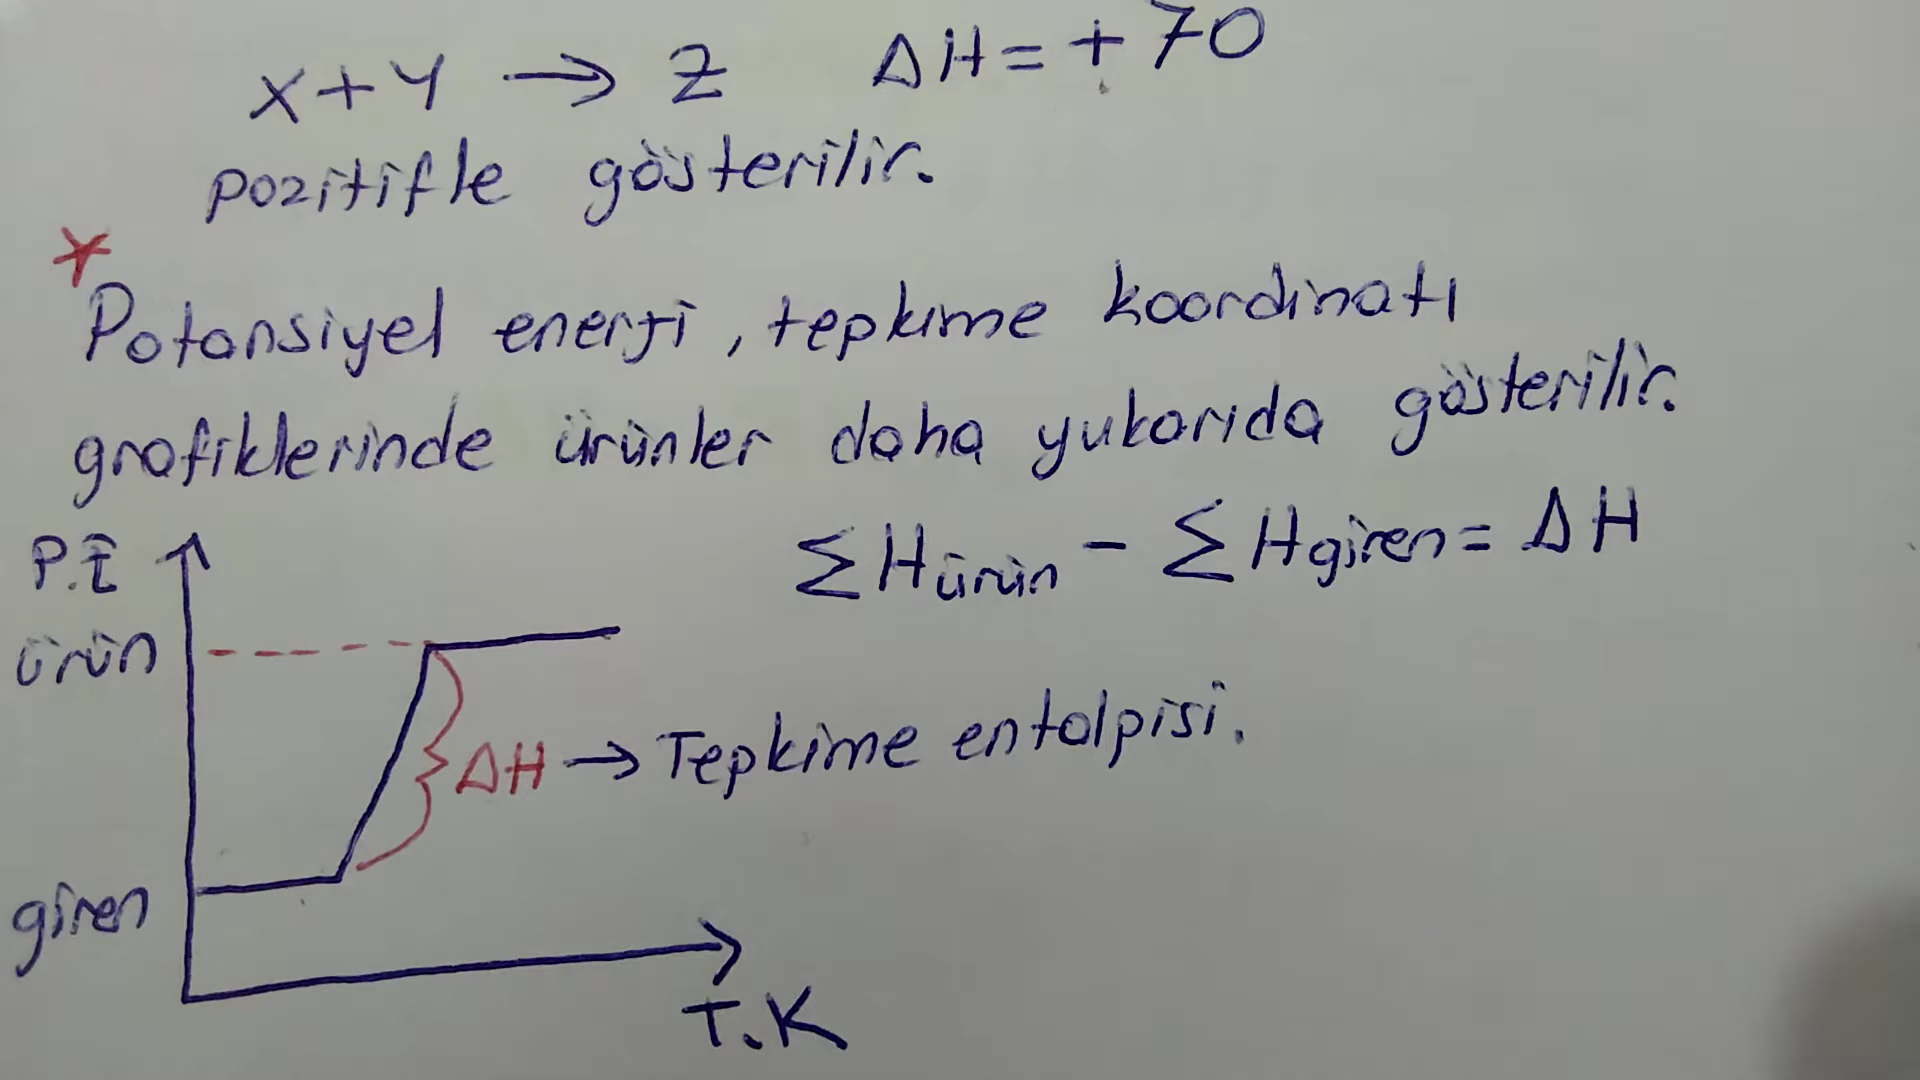 X+Y → Z ΔH=+70
pozitifle gösterilir.
Potansiyel enerji, tepkime koordinatı
grafiklerinde ürünler daha yukarıda gösterilir.
ΣHürün - ΣHgiren = ΔH
P.E
ürün
ΔH → Tepkime entalpisi.
giren
T.K